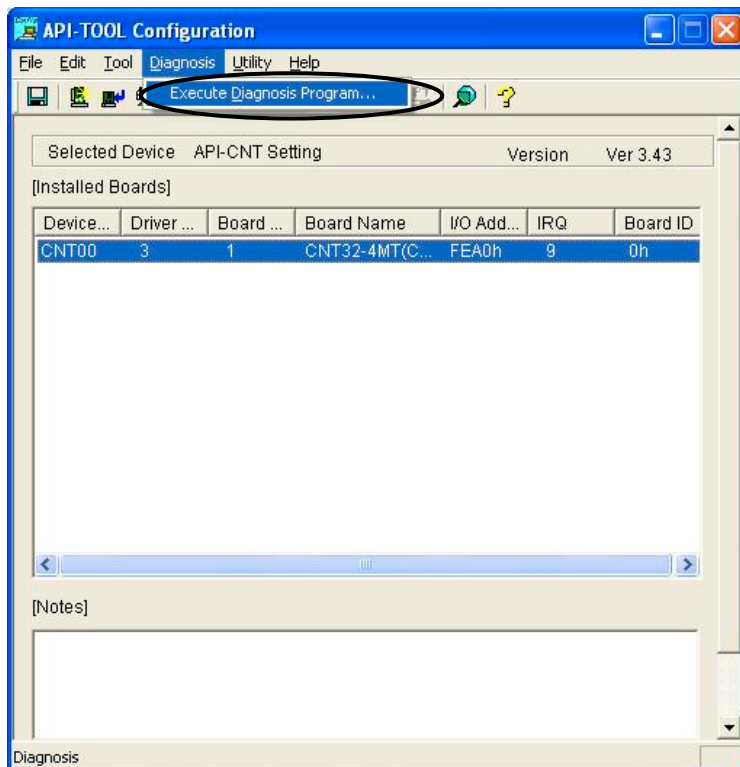 API-TOOL Configuration
File Edit Tool Diagnosis Utility Help
Execute Diagnosis Program...
Selected Device API-CNT Setting Version Ver 3.43
[Installed Boards]
Device... Driver ... Board ... Board Name I/O Add... IRQ Board ID
CNT00 3 1 CNT32-4MT(C... FEA0h 9 0h
[Notes]
Diagnosis